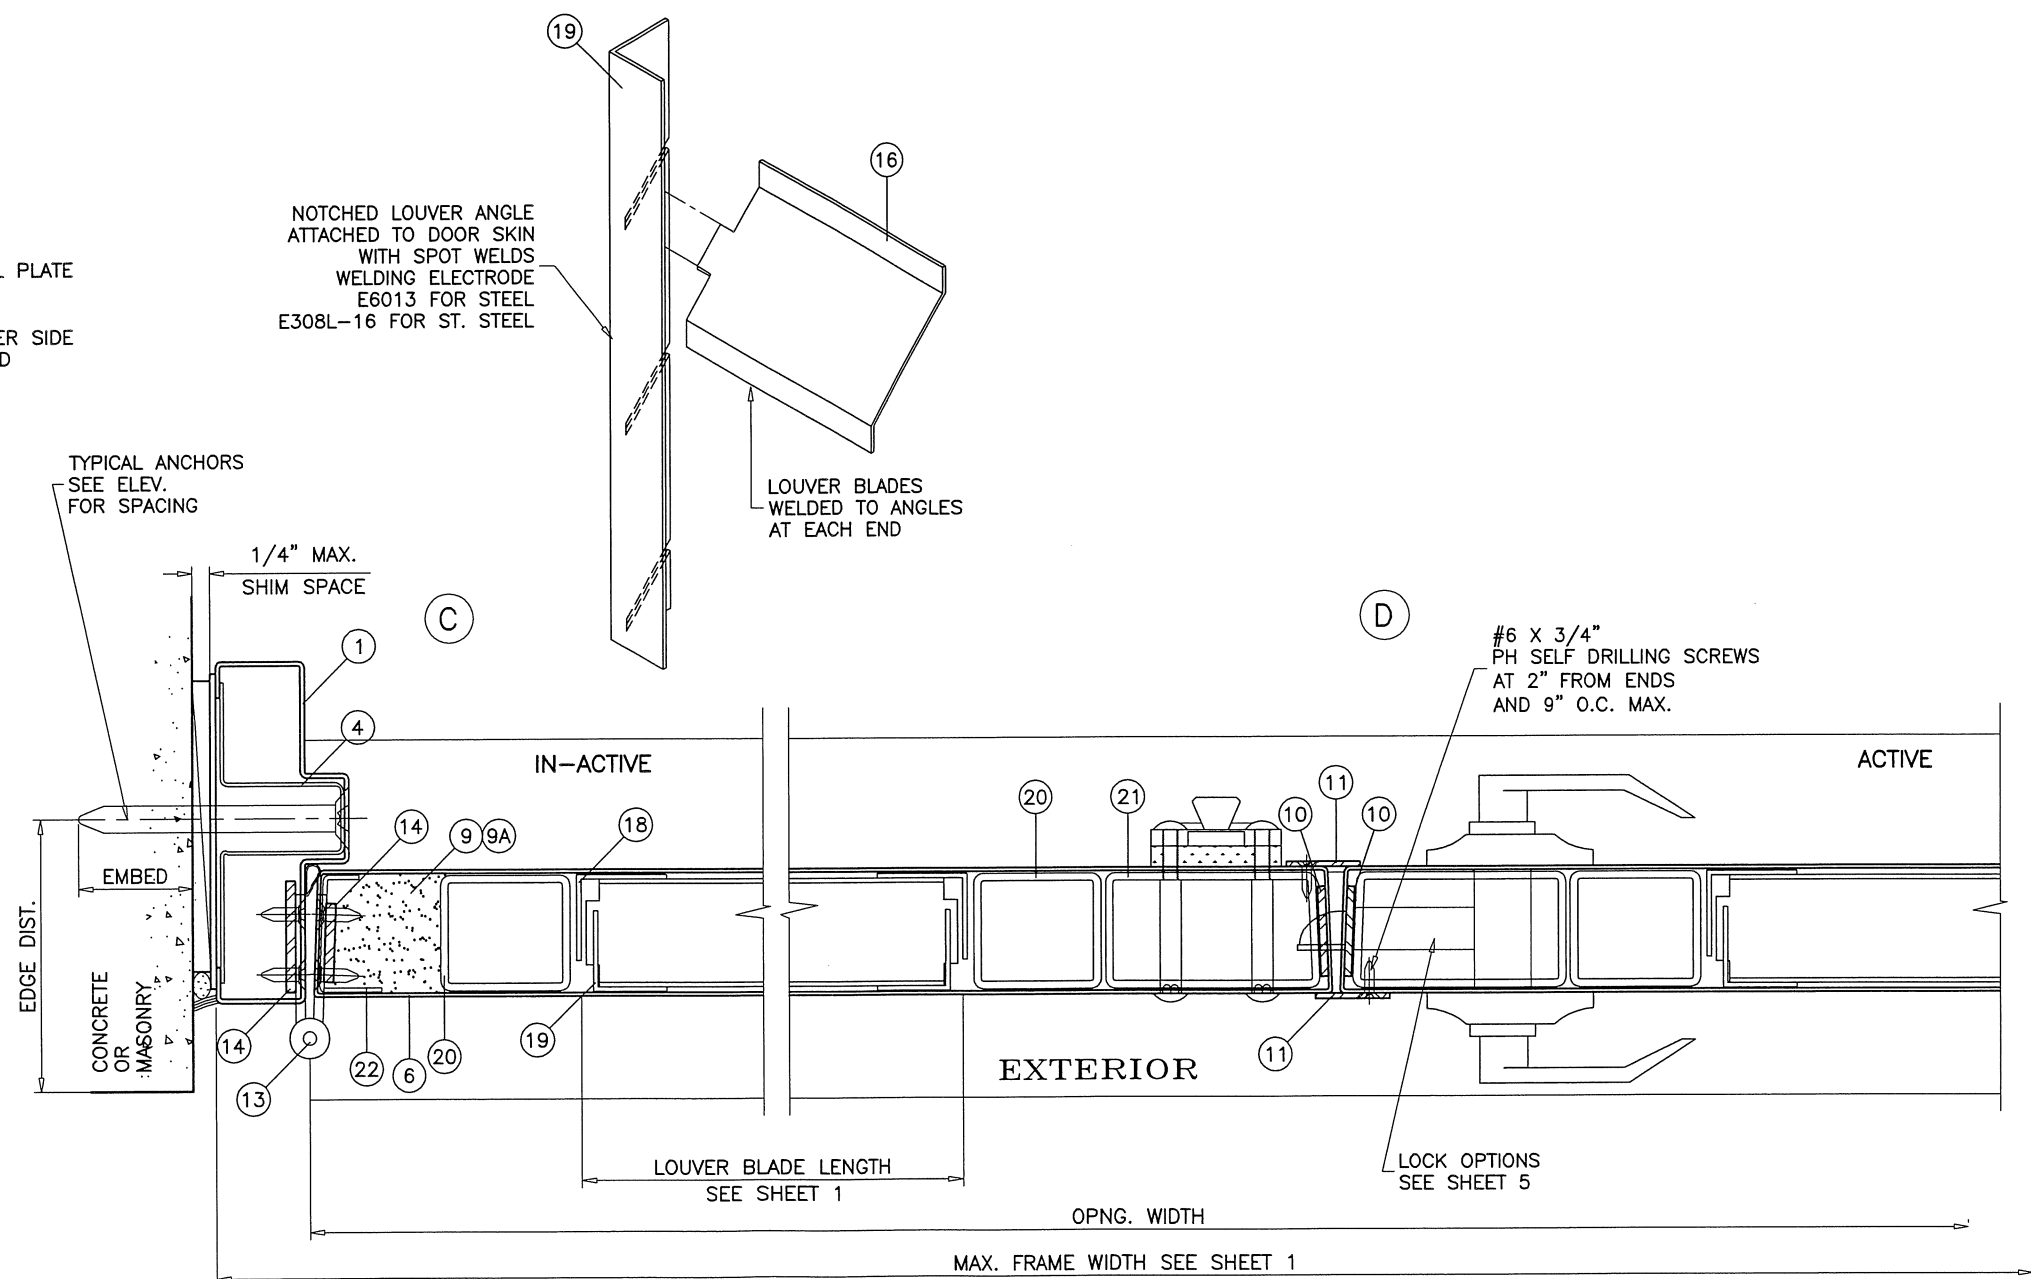 19
16
NOTCHED LOUVER ANGLE
ATTACHED TO DOOR SKIN
WITH SPOT WELDS
WELDING ELECTRODE
E6013 FOR STEEL
E308L-16 FOR ST. STEEL
PLATE
SIDE
LOUVER BLADES
WELDED TO ANGLES
AT EACH END
TYPICAL ANCHORS
SEE ELEV.
FOR SPACING
1/4" MAX.
SHIM SPACE
C
D
1
4
#6 X 3/4"
PH SELF DRILLING SCREWS
AT 2" FROM ENDS
AND 9" O.C. MAX.
IN-ACTIVE
ACTIVE
14
9 9A
18
20
21
10
11
10
EMBED
EDGE DIST.
CONCRETE
OR
MASONRY
14
13
22
6
20
19
11
EXTERIOR
LOUVER BLADE LENGTH
SEE SHEET 1
LOCK OPTIONS
SEE SHEET 5
OPNG. WIDTH
MAX. FRAME WIDTH SEE SHEET 1